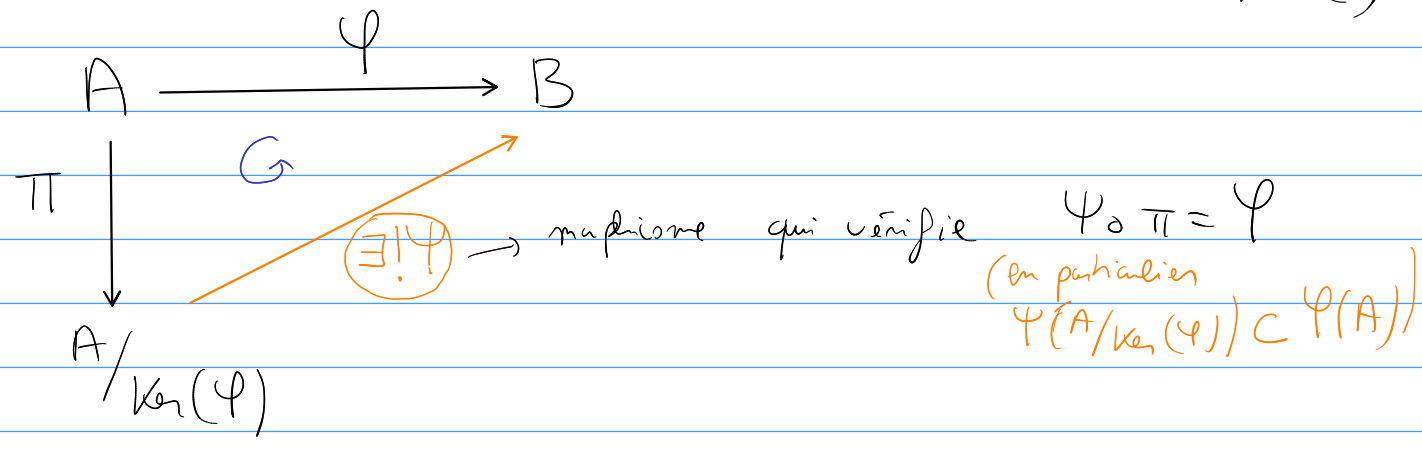 φ
A → B
π
∃!ψ → morphisme qui vérifie ψ ∘ π = φ
(en particulier
ψ(A/Ker(φ)) ⊂ φ(A))
A/Ker(φ)